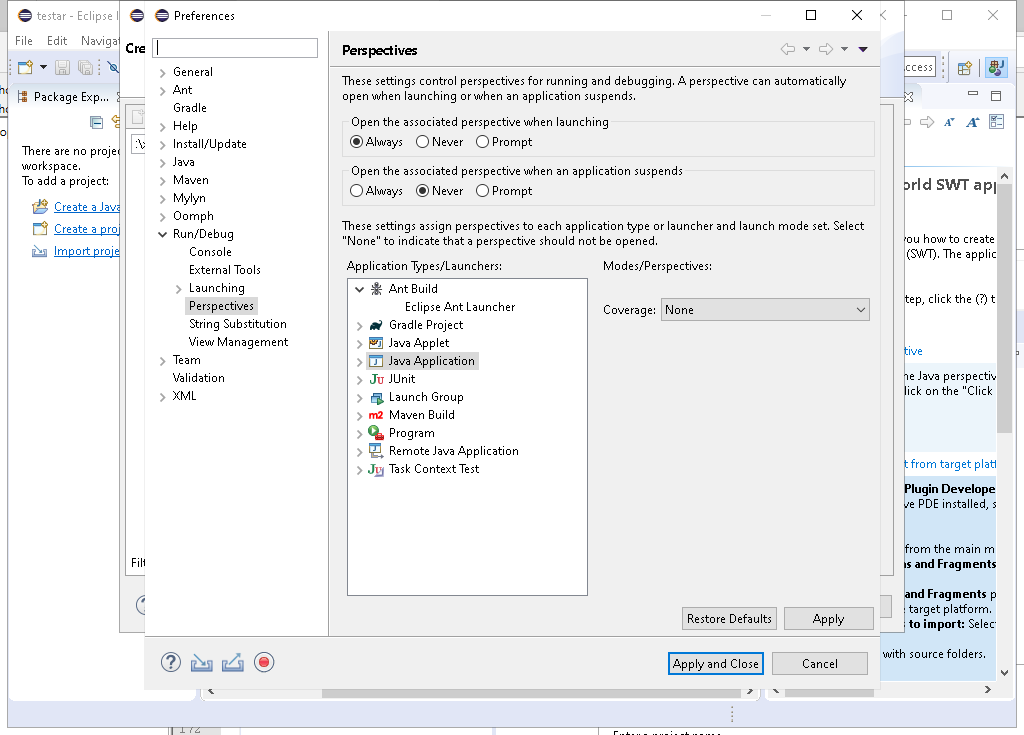 testar - Eclipse
Preferences
File Edit Naviga
Cre
Perspectives
ccess
Package Exp...
There are no proje
workspace.
To add a project:
Create a Java
Create a proj
Import proje
General
Ant
Gradle
Help
Install/Update
Java
Maven
Mylyn
Oomph
Run/Debug
Console
External Tools
Launching
Perspectives
String Substitution
View Management
Team
Validation
XML
These settings control perspectives for running and debugging. A perspective can automatically
open when launching or when an application suspends.
Open the associated perspective when launching
Always Never Prompt
Open the associated perspective when an application suspends
Always Never Prompt
These settings assign perspectives to each application type or launcher and launch mode set. Select
"None" to indicate that a perspective should not be opened.
Application Types/Launchers:
Modes/Perspectives:
Ant Build
Eclipse Ant Launcher
Gradle Project
Java Applet
Java Application
JUnit
Launch Group
Maven Build
Program
Remote Java Application
Task Context Test
Coverage: None
Restore Defaults Apply
Apply and Close Cancel
Filt
orld SWT app
you how to create
(SWT). The applic
tep, click the (?) t
tive
he Java perspectiv
lick on the "Click
t from target platf
Plugin Develope
ve PDE installed, s
from the main m
ns and Fragments
and Fragments p
e target platform.
s to import: Selec
with source folders.
172
Enter a project name